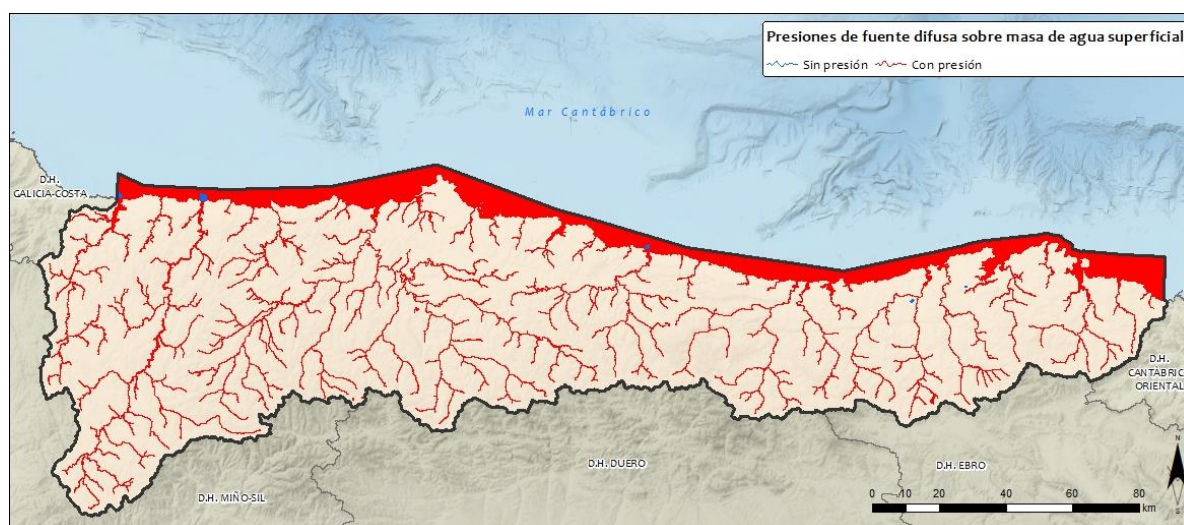 Presiones de fuente difusa sobre masa de agua superficial
Sin presión Con presión
Mar Cantábrico
D.H.
GALICIA-COSTA
D.H.
CANTÁBRICO
ORIENTAL
D.H. DUERO
D.H. EBRO
D.H. MIÑO-SIL
N
S
0 10 20 40 60 80
km